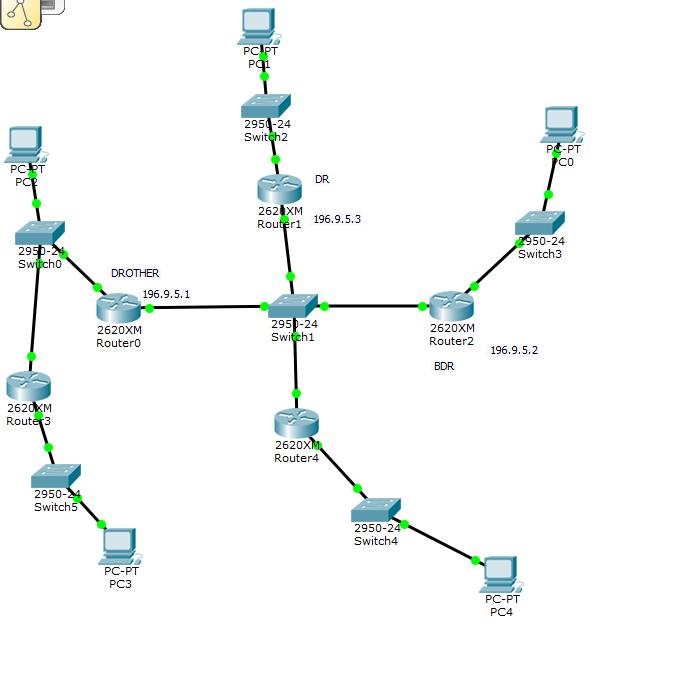 PC-PT
PC1
2950-24
Switch2
DR
2620XM
Router1
196.9.5.3
PC-PT
PC0
2950-24
Switch3
PC-PT
PC2
2950-24
Switch0
DROTHER
196.9.5.1
2620XM
Router0
2950-24
Switch1
2620XM
Router2
196.9.5.2
BDR
2620XM
Router3
2620XM
Router4
2950-24
Switch5
2950-24
Switch4
PC-PT
PC3
PC-PT
PC4